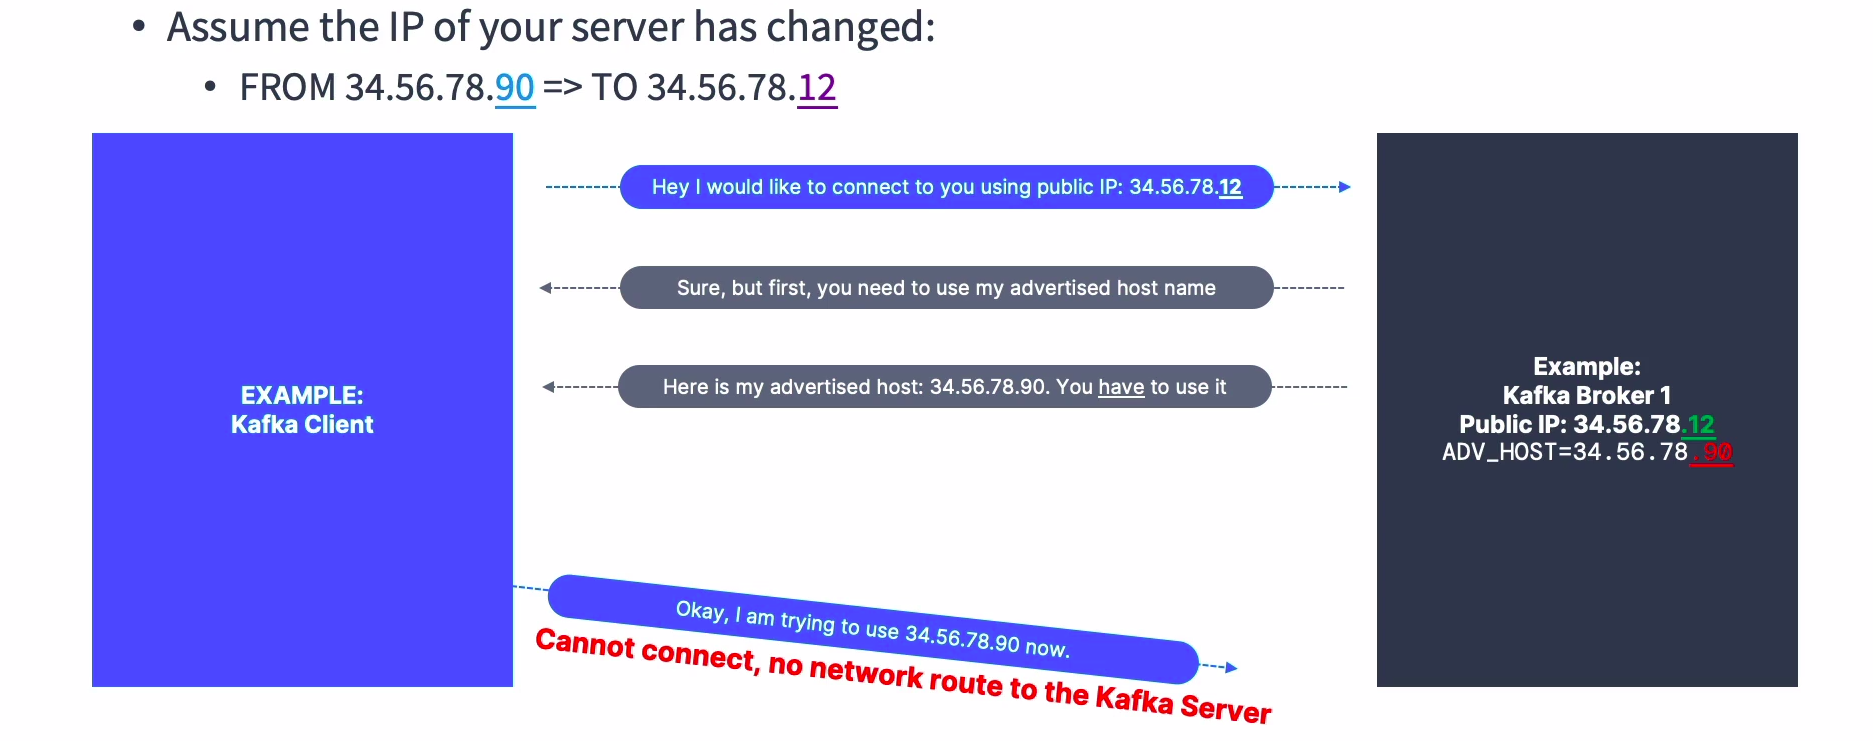 • Assume the IP of your server has changed:
• FROM 34.56.78.90 => TO 34.56.78.12
Hey I would like to connect to you using public IP: 34.56.78.12
Sure, but first, you need to use my advertised host name
Here is my advertised host: 34.56.78.90. You have to use it
EXAMPLE:
Kafka Client
Example:
Kafka Broker 1
Public IP: 34.56.78.12
ADV_HOST=34.56.78.90
Okay, I am trying to use 34.56.78.90 now.
Cannot connect, no network route to the Kafka Server